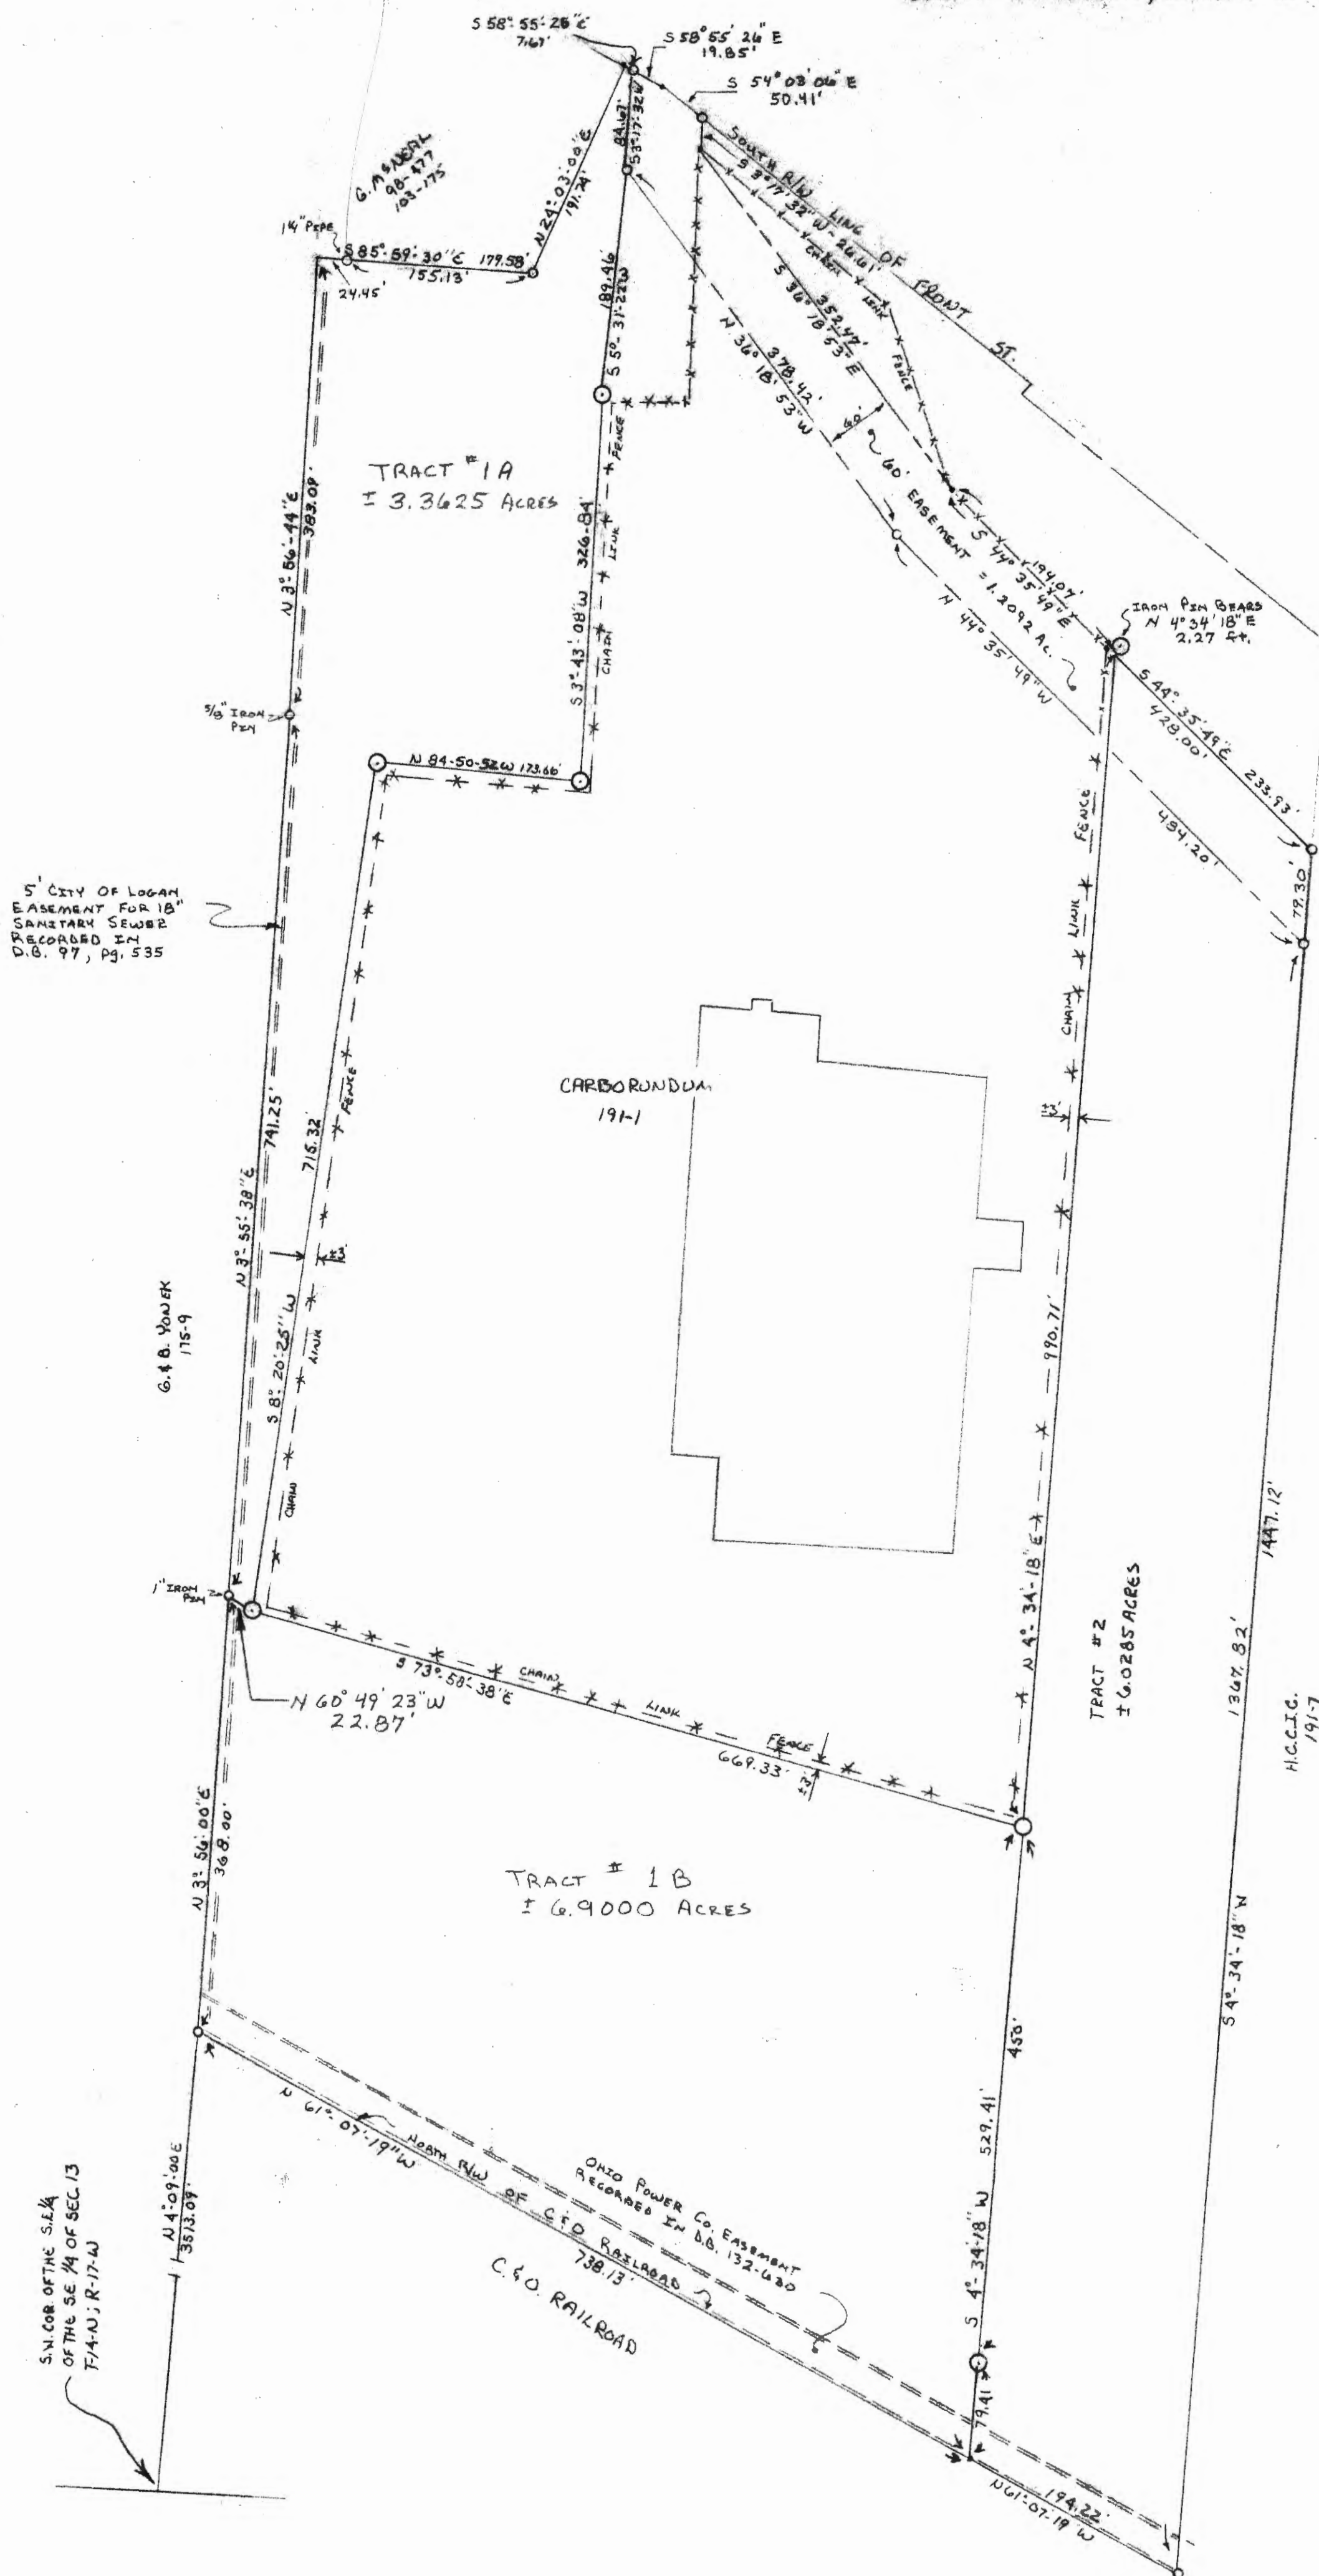 S 58°-55'-26" E
7.67'
S 58° 55' 26" E
19.85'
S 54° 03' 06" E
50.41'
84.67'
S 3°-17'-32" W
G. McNEAL
98-477
103-175
N 24°-03'-00" E
191.74'
1¼" PIPE
S 85°-59'-30" E 179.58'
155.13'
24.45'
SOUTH R/W LINE OF FRONT ST.
S 3° 17' 32" W - 26.61'
CHAIN LINK FENCE
189.46'
S 5°-31'-22 W
352.47'
S 36° 18' 53" E
378.42'
N 36° 18' 53" W
60'
60' EASEMENT = 1.2092 AC.
FENCE
LINK
CHAIN
TRACT #1A
± 3.3625 ACRES
N 3°-56'-44" E
383.09'
S 3°-43'-08" W 326.84'
194.07'
S 44° 35' 49" E
N 44° 35' 49" W
IRON PIN BEARS
N 4° 34' 18" E
2.27 ft.
S 44°-35'-49" E
428.00'
233.93'
484.20'
79.30'
5/8" IRON
PIN
N 84-50-52 W 173.66'
5' CITY OF LOGAN
EASEMENT FOR 18"
SANITARY SEWER
RECORDED IN
D.B. 97, Pg. 535
N 3°-55'-38" E
741.25'
716.32'
S 8°-20'-25" W
FENCE
LINK
CHAIN
±3'
CARBORUNDUM
191-1
FENCE
LINK
CHAIN
±3'
N 4°-34'-18" E
990.71'
G. & B. YONEK
175-9
1" IRON
PIN
N 60° 49' 23" W
22.87'
S 73°-58'-38" E
669.33'
CHAIN LINK FENCE
±3'
TRACT #2
± 6.0285 ACRES
1447.12'
1367.82'
S 4°-34'-18" W
H.C.C.I.C.
191-7
N 3°-56'-00" E
368.00'
TRACT # 1B
± 6.9000 ACRES
450'
S 4°-34'-18" W 529.41'
79.41
N 61°-07'-19" W
NORTH R/W OF C&O RAILROAD
738.13'
OHIO POWER CO. EASEMENT
RECORDED IN D.B. 132-630
C. & O. RAILROAD
194.22'
N 61°-07'-19 W
N 4°-09'-00 E
3513.09'
S.W. COR. OF THE S.E. ¼
OF THE S.E. ¼ OF SEC. 13
T-14-N; R-17-W